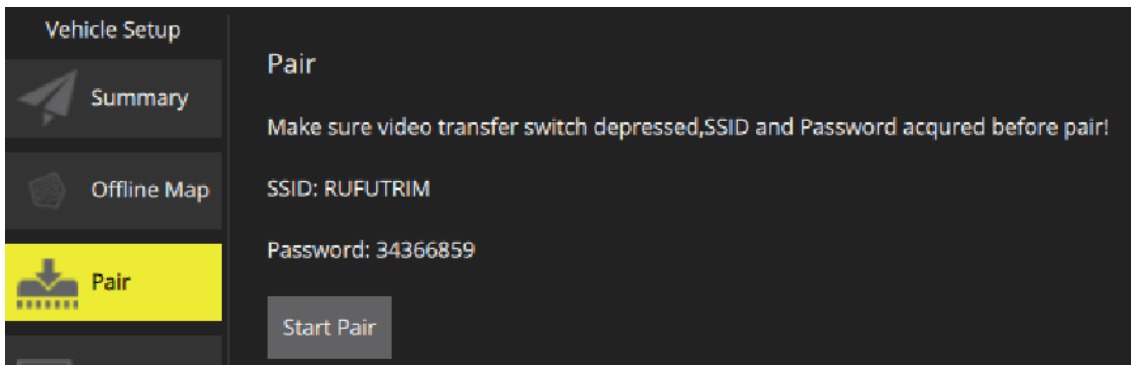 Vehicle Setup
Summary
Offline Map
Pair
Pair
Make sure video transfer switch depressed,SSID and Password acqured before pair!
SSID: RUFUTRIM
Password: 34366859
Start Pair